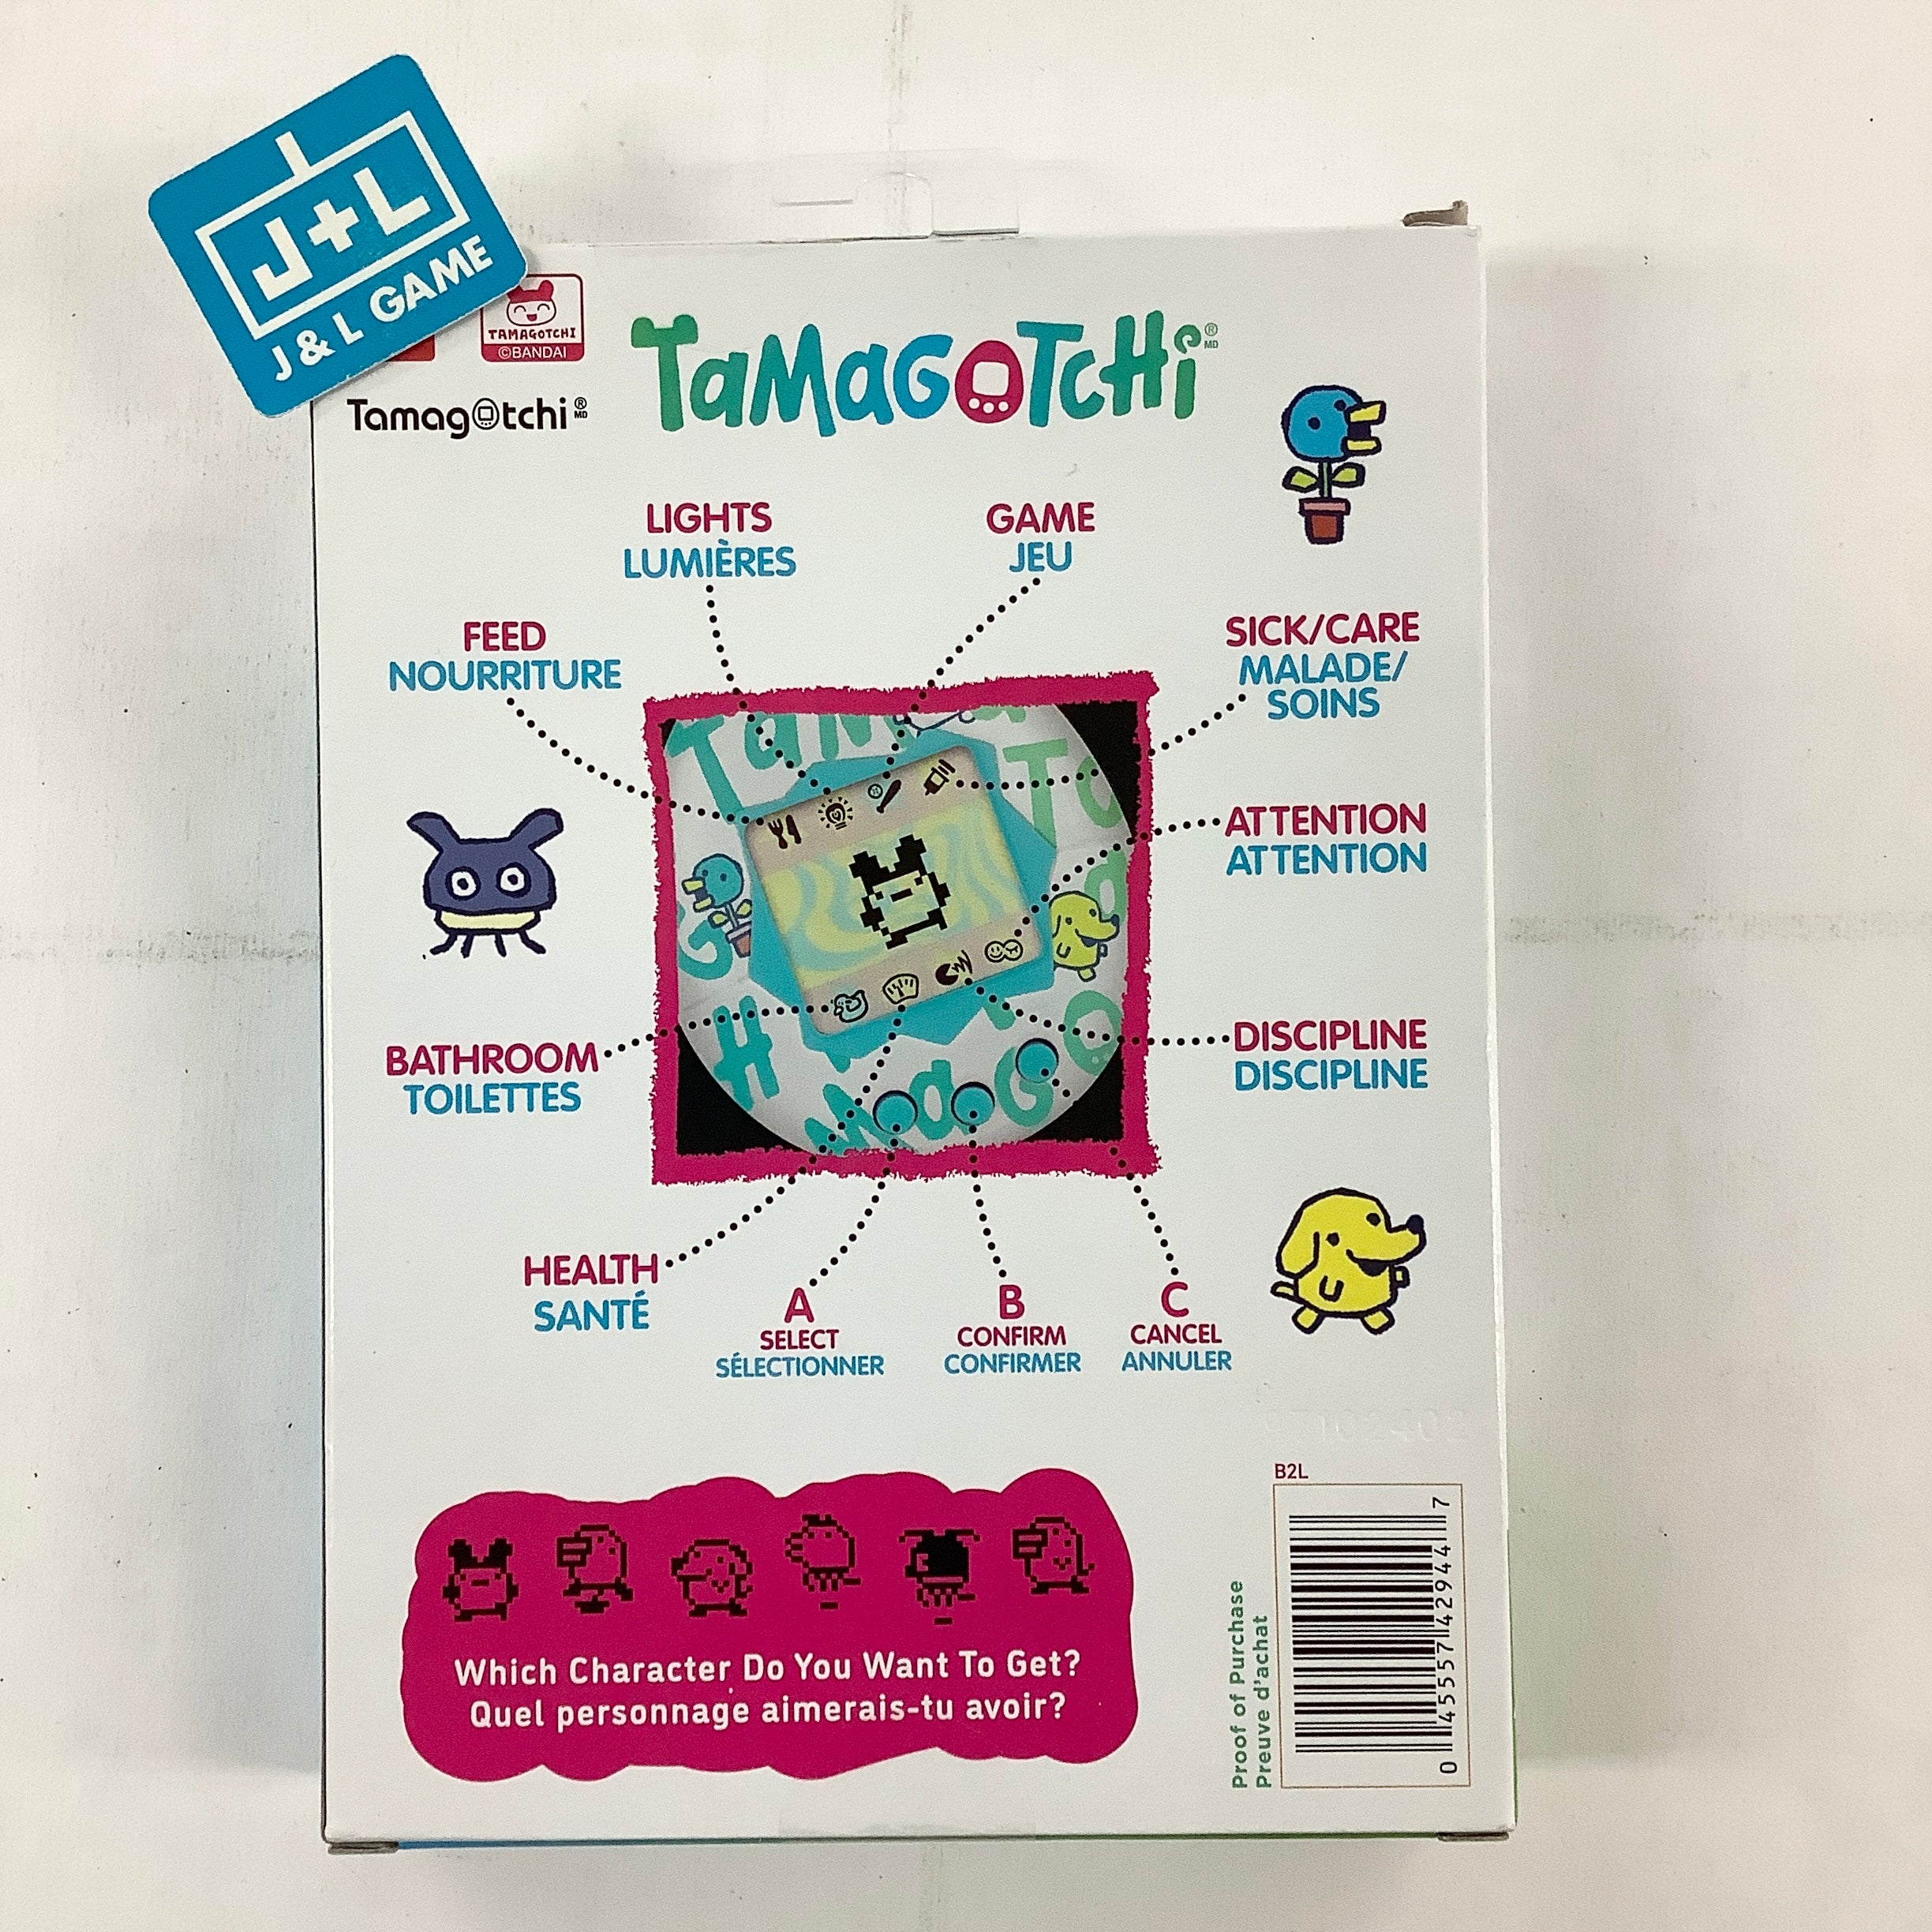 J+L
J & L GAME
TAMAGOTCHI
©BANDAI
Tamagotchi ® MD
TaMaGOTCHi ® MD
LIGHTS
LUMIÈRES
GAME
JEU
FEED
NOURRITURE
SICK/CARE
MALADE/
SOINS
ATTENTION
ATTENTION
BATHROOM
TOILETTES
DISCIPLINE
DISCIPLINE
HEALTH
SANTÉ
A
SELECT
SÉLECTIONNER
B
CONFIRM
CONFIRMER
C
CANCEL
ANNULER
Which Character Do You Want To Get?
Quel personnage aimerais-tu avoir?
B2L
Proof of Purchase
Preuve d'achat
0 45557 42944 7